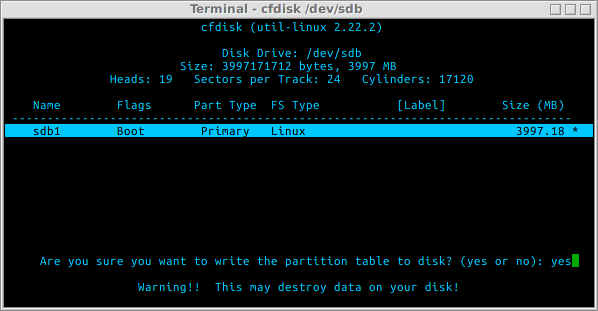 Terminal - cfdisk /dev/sdb
cfdisk (util-linux 2.22.2)
Disk Drive: /dev/sdb
Size: 3997171712 bytes, 3997 MB
Heads: 19   Sectors per Track: 24   Cylinders: 17120
Name   Flags   Part Type   FS Type   [Label]   Size (MB)
sdb1   Boot   Primary   Linux   3997.18 *
Are you sure you want to write the partition table to disk? (yes or no): yes
Warning!!  This may destroy data on your disk!